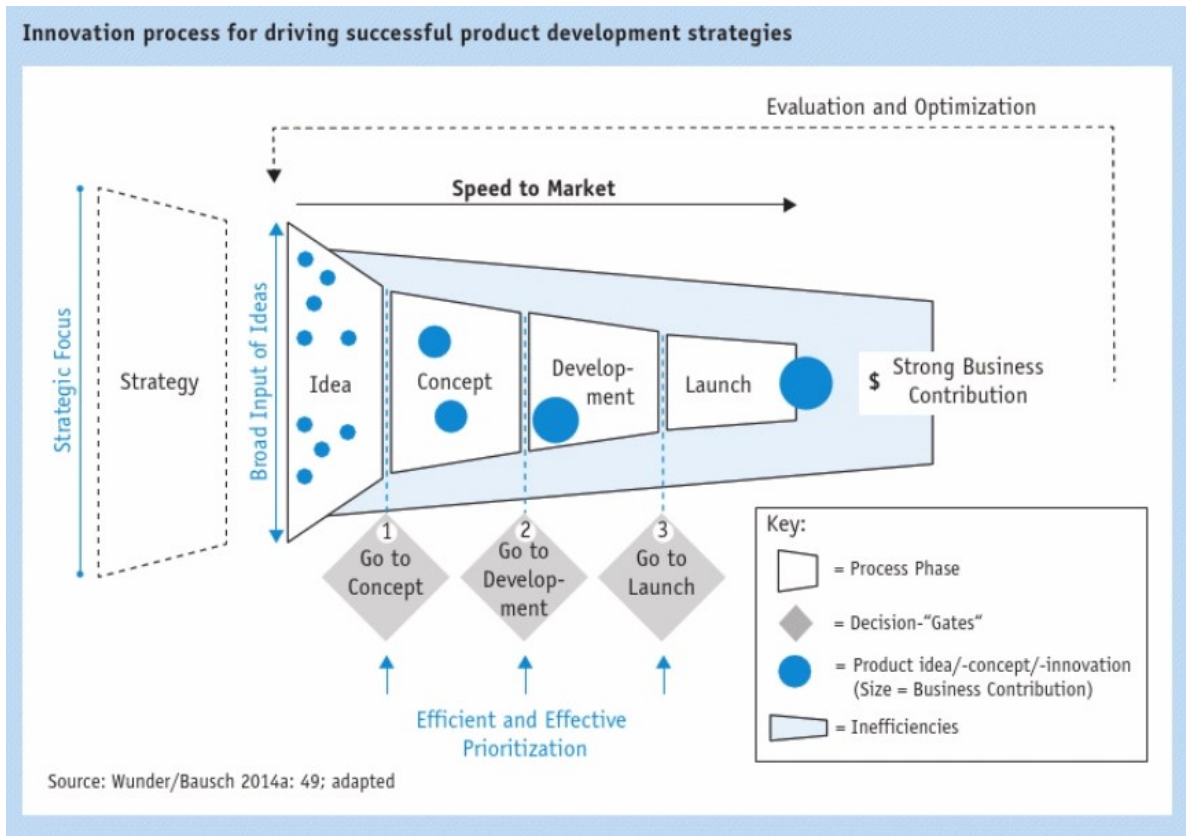 Innovation process for driving successful product development strategies
Evaluation and Optimization
Speed to Market
Strategic Focus
Strategy
Broad Input of Ideas
Idea
Concept
Develop-
ment
Launch
$
Strong Business
Contribution
1
Go to
Concept
2
Go to
Develop-
ment
3
Go to
Launch
Efficient and Effective
Prioritization
Key:
= Process Phase
= Decision-“Gates“
= Product idea/-concept/-innovation
(Size = Business Contribution)
= Inefficiencies
Source: Wunder/Bausch 2014a: 49; adapted